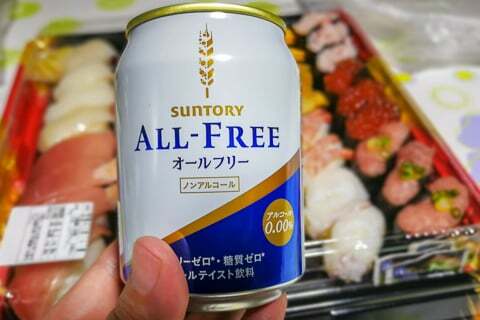 SUNTORY
ALL-FREE
オールフリー
ノンアルコール
アルコール
0.00%
リーゼロ*・糖質ゼロ*
ルテイスト飲料